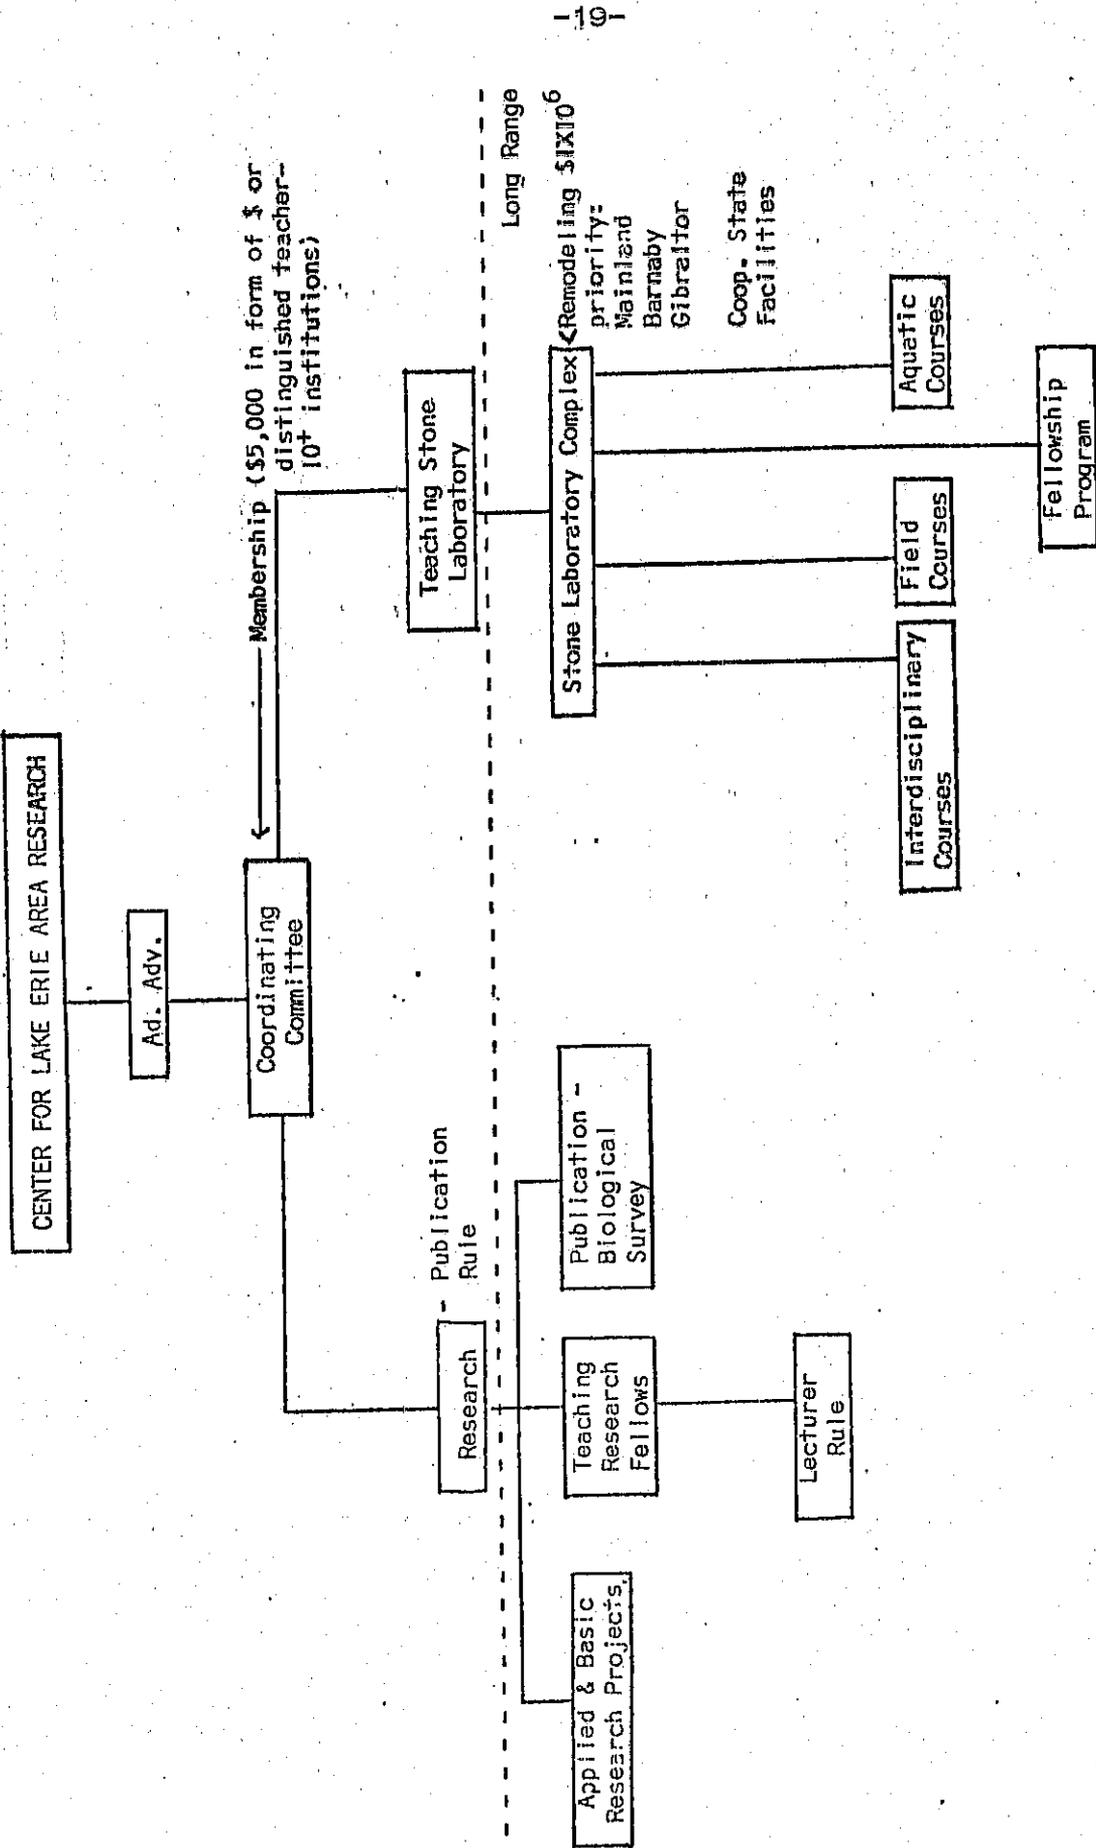 -19-
CENTER FOR LAKE ERIE AREA RESEARCH
Ad. Adv.
Coordinating
Committee
Membership ($5,000 in form of $ or
distinguished teacher-
10+ institutions)
Research
- Publication
Rule
Teaching Stone
Laboratory
Long Range
Applied & Basic
Research Projects.
Teaching
Research
Fellows
Publication -
Biological
Survey
Lecturer
Rule
Stone Laboratory Complex
<Remodeling $1X10^6
priority:
Mainland
Barnaby
Gibraltor
Coop. State
Facilities
Interdisciplinary
Courses
Field
Courses
Aquatic
Courses
Fellowship
Program